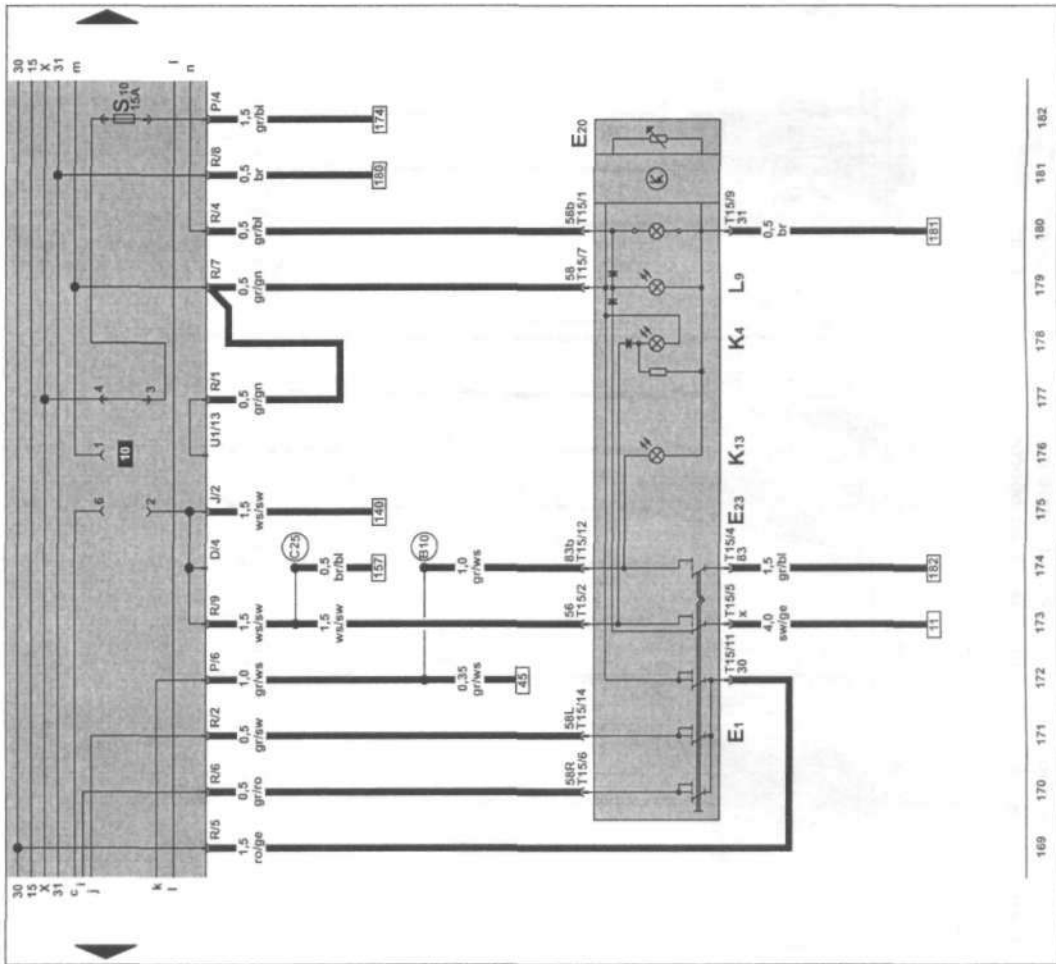 30
15
X
31
c
i
j
k
l
30
15
X
31
m
l
n
10
6
2
1
4
3
S10
15A
R/5
R/6
R/2
P/6
R/9
D/4
J/2
U1/13
R/1
R/7
R/4
R/8
P/4
1,5
ro/ge
0,5
gr/ro
0,5
gr/sw
1,0
gr/ws
1,5
ws/sw
1,5
ws/sw
0,5
gr/gn
0,5
gr/gn
0,5
gr/bl
0,5
br
1,5
gr/bl
C25
1,5
ws/sw
0,5
br/bl
157
140
180
174
B10
0,35
gr/ws
45
1,0
gr/ws
58R
T15/6
58L
T15/14
56
T15/2
83b
T15/12
58
T15/7
58b
T15/1
K
T15/11
30
T15/5
x
T15/4
83
T15/9
31
E1
E23
K13
K4
L9
E20
4,0
sw/ge
1,5
gr/bl
0,5
br
11
182
181
169 170 171 172 173 174 175 176 177 178 179 180 181 182